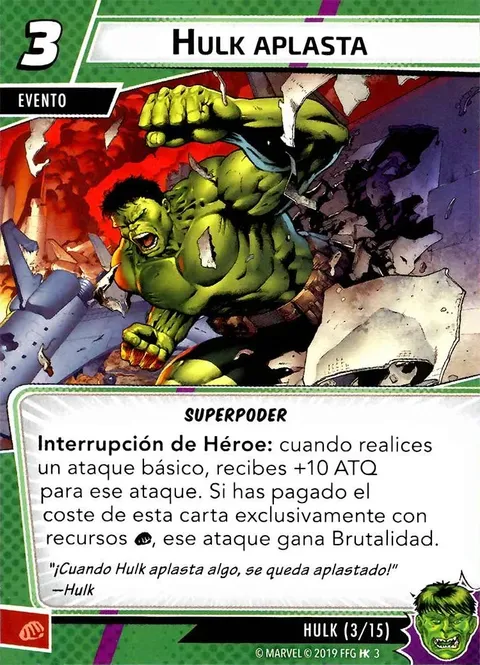 3
HULK APLASTA
EVENTO
SUPERPODER
Interrupción de Héroe: cuando realices
un ataque básico, recibes +10 ATQ
para ese ataque. Si has pagado el
coste de esta carta exclusivamente con
recursos , ese ataque gana Brutalidad.
"¡Cuando Hulk aplasta algo, se queda aplastado!"
—Hulk
HULK (3/15)
© MARVEL © 2019 FFG HK 3